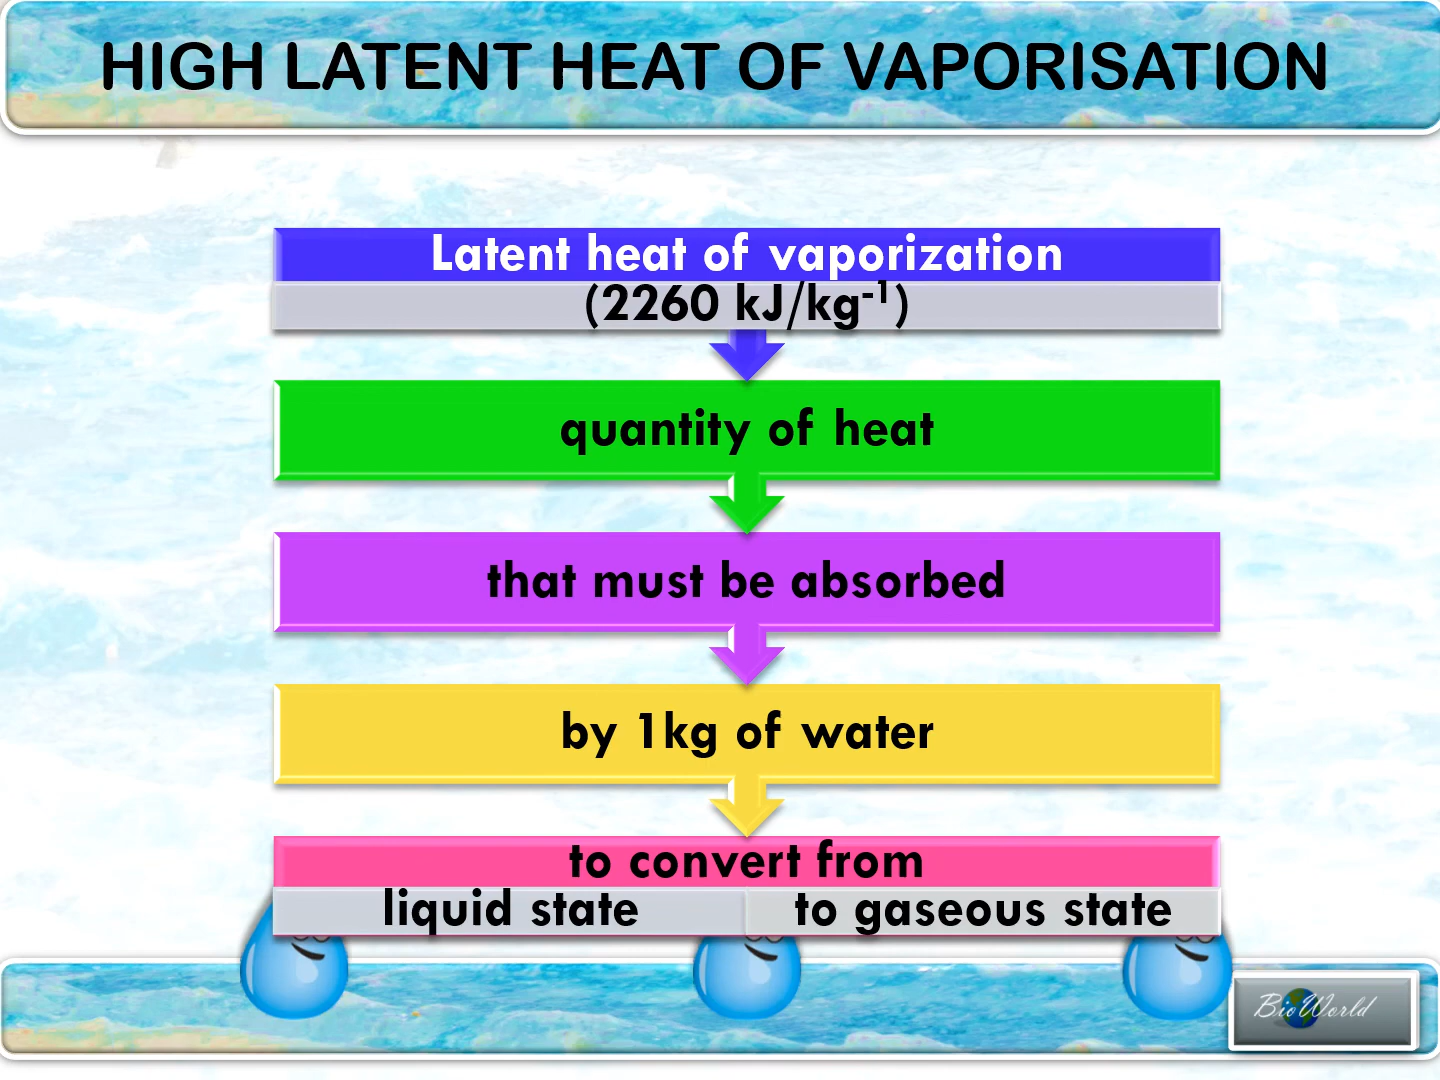 HIGH LATENT HEAT OF VAPORISATION
Latent heat of vaporization
(2260 kJ/kg⁻¹)
quantity of heat
that must be absorbed
by 1kg of water
to convert from
liquid state
to gaseous state
BioWorld